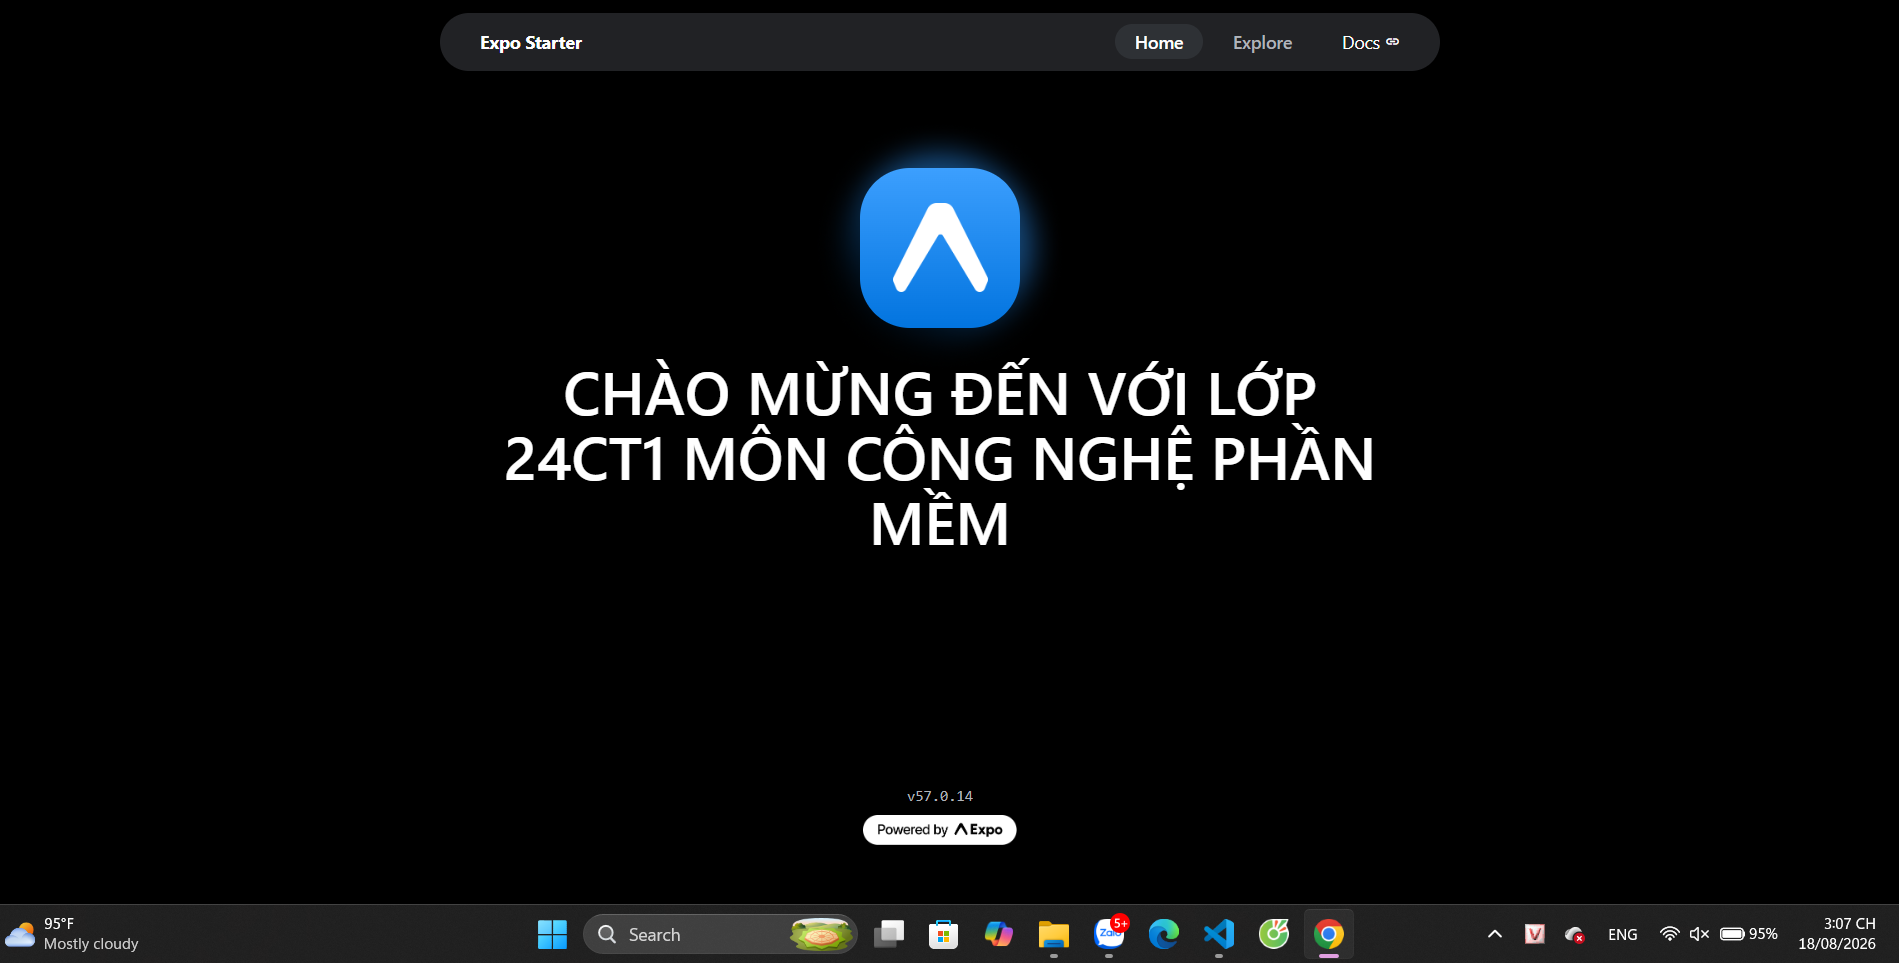 Expo Starter
Home
Explore
Docs
CHÀO MỪNG ĐẾN VỚI LỚP
24CT1 MÔN CÔNG NGHỆ PHẦN
MỀM
v57.0.14
Powered by Expo
95°F
Mostly cloudy
Search
Zalo
5+
V
ENG
95%
3:07 CH
18/08/2026